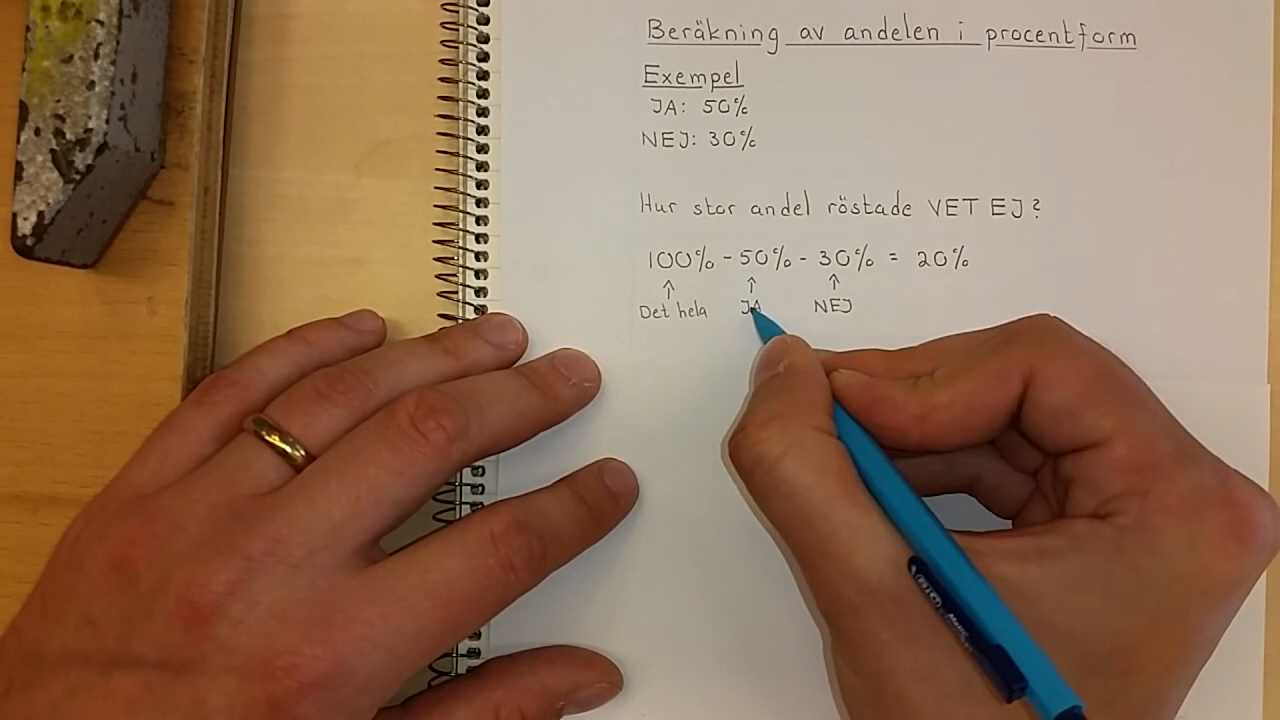 Beräkning av andelen i procentform
Exempel
JA: 50%
NEJ: 30%
Hur stor andel röstade VET EJ?
100% - 50% - 30% = 20%
↑ ↑ ↑
Det hela JA NEJ